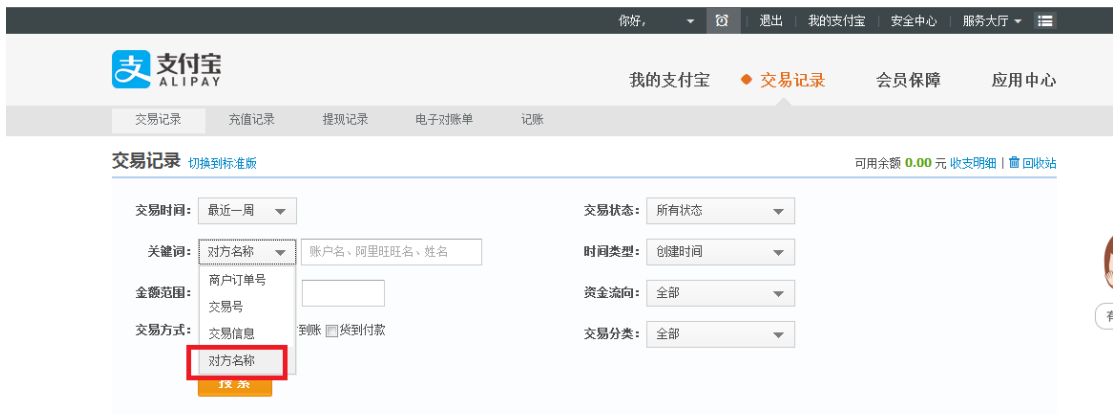 你好, 退出 我的支付宝 安全中心 服务大厅
支付宝
ALIPAY
我的支付宝 交易记录 会员保障 应用中心
交易记录 充值记录 提现记录 电子对账单 记账
交易记录 切换到标准版 可用余额 0.00 元 收支明细 | 回收站
交易时间: 最近一周 交易状态: 所有状态
关键词: 对方名称 账户名、阿里旺旺名、姓名 时间类型: 创建时间
商户订单号
金额范围: 资金流向: 全部
交易号
交易方式: 到账 货到付款 交易分类: 全部
交易信息
对方名称
搜索